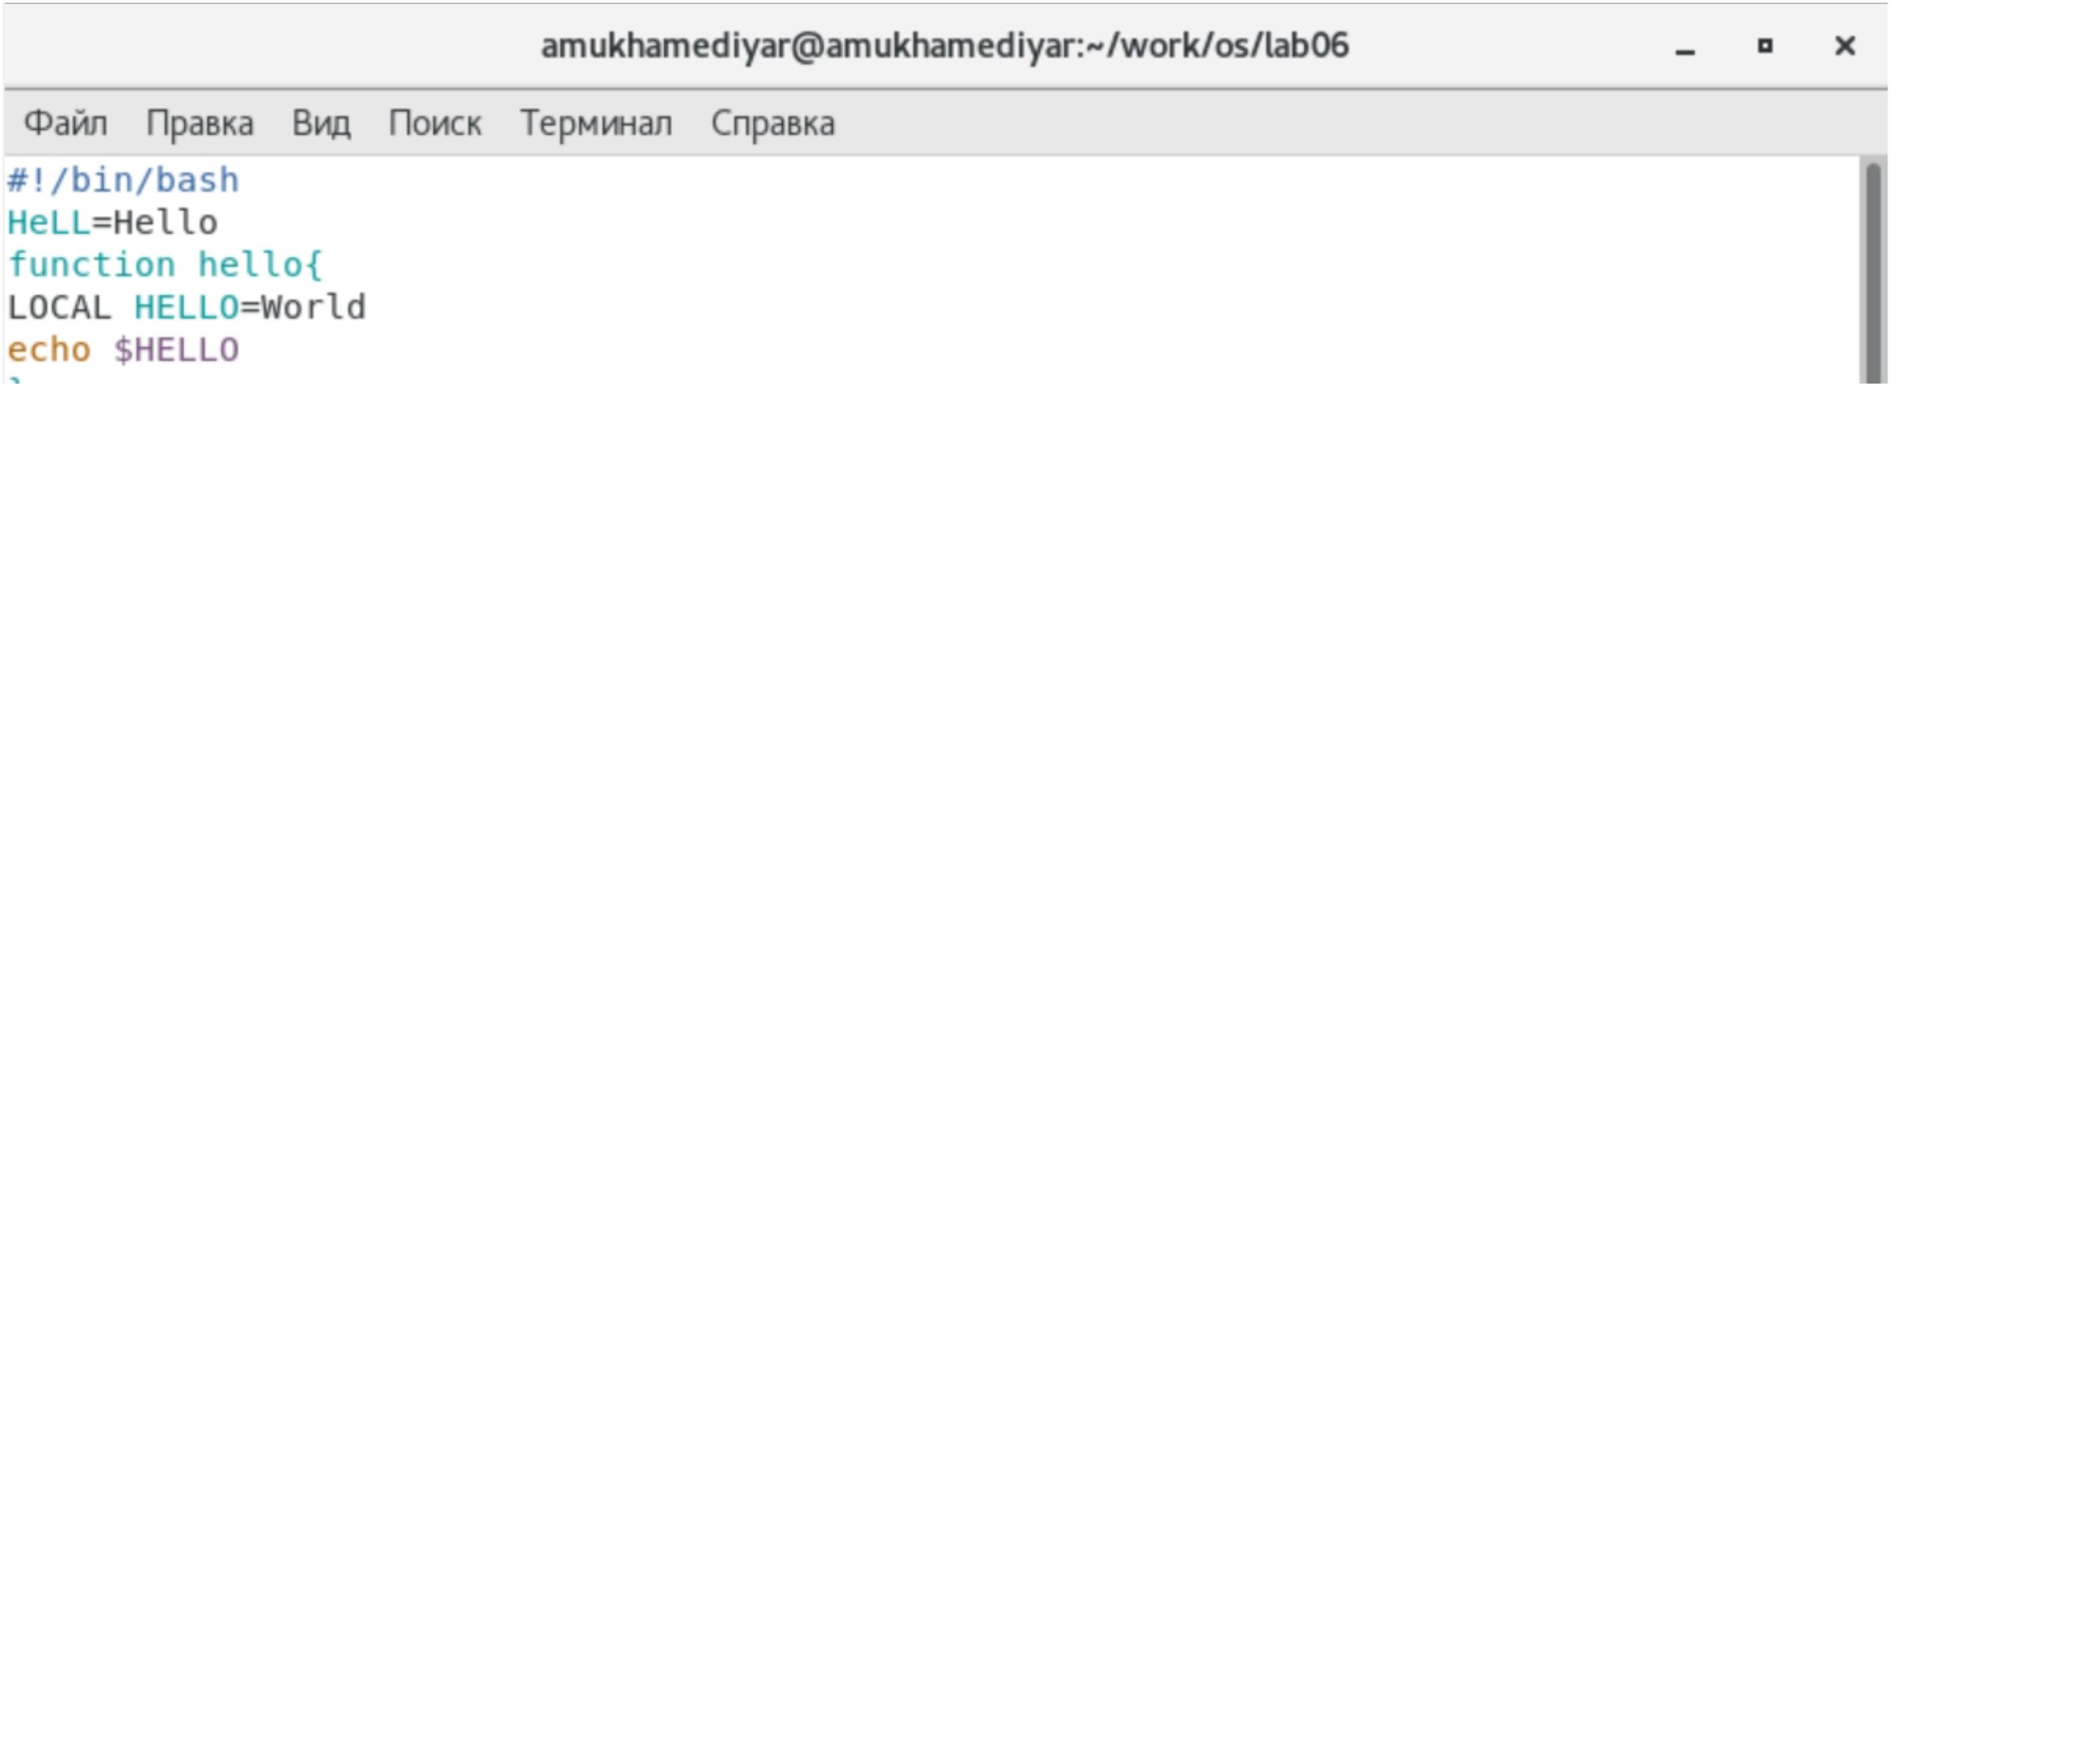 amukhamediyar@amukhamediyar:~/work/os/lab06
Файл Правка Вид Поиск Терминал Справка
#!/bin/bash
HeLL=Hello
function hello{
LOCAL HELLO=World
echo $HELLO